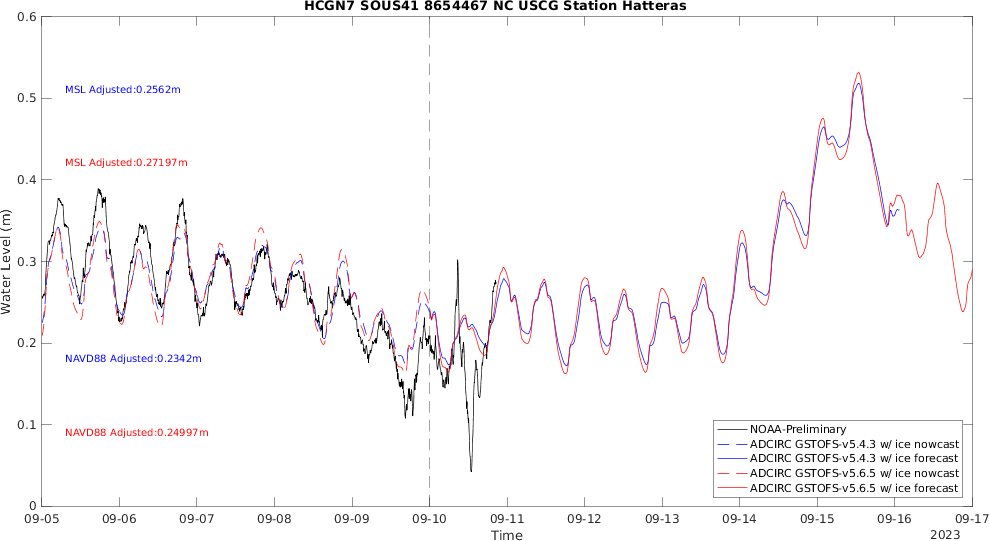 HCGN7 SOUS41 8654467 NC USCG Station Hatteras
0.6
0.5
0.4
0.3
0.2
0.1
0
Water Level (m)
MSL Adjusted:0.2562m
MSL Adjusted:0.27197m
NAVD88 Adjusted:0.2342m
NAVD88 Adjusted:0.24997m
NOAA-Preliminary
ADCIRC GSTOFS-v5.4.3 w/ ice nowcast
ADCIRC GSTOFS-v5.4.3 w/ ice forecast
ADCIRC GSTOFS-v5.6.5 w/ ice nowcast
ADCIRC GSTOFS-v5.6.5 w/ ice forecast
09-05 09-06 09-07 09-08 09-09 09-10 09-11 09-12 09-13 09-14 09-15 09-16 09-17
Time
2023